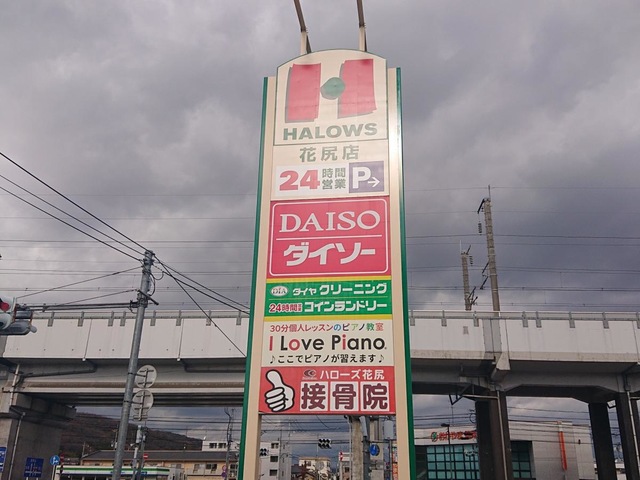 HALOWS
花尻店
24時間営業 P→
DAISO
ダイソー
ダイヤクリーニング
24時間コインランドリー
30分個人レッスンのピアノ教室
I Love Piano.
♪ここでピアノが習えます♪
ハローズ花尻
接骨院